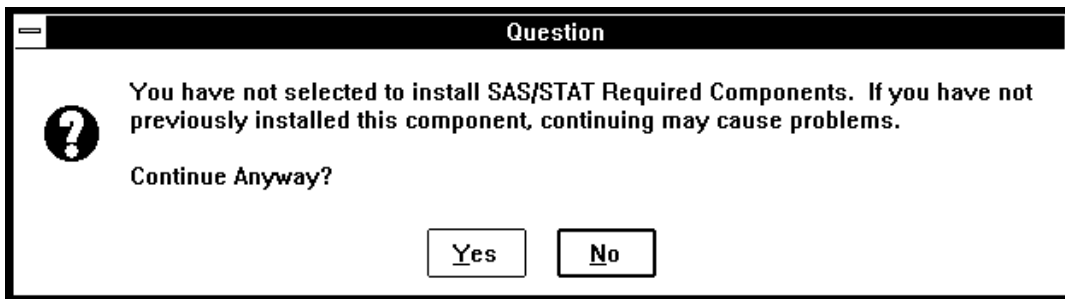 Question
You have not selected to install SAS/STAT Required Components. If you have not
previously installed this component, continuing may cause problems.
Continue Anyway?
Yes No